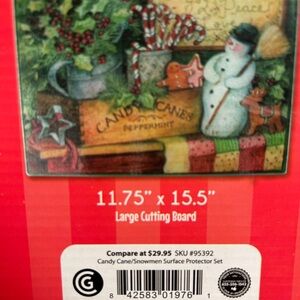 Peace
CANDY CANES
PEPPERMINT
11.75” x 15.5”
Large Cutting Board
Compare at $29.95 SKU #95392
Candy Cane/Snowmen Surface Protector Set
G
8 42583 01976 1